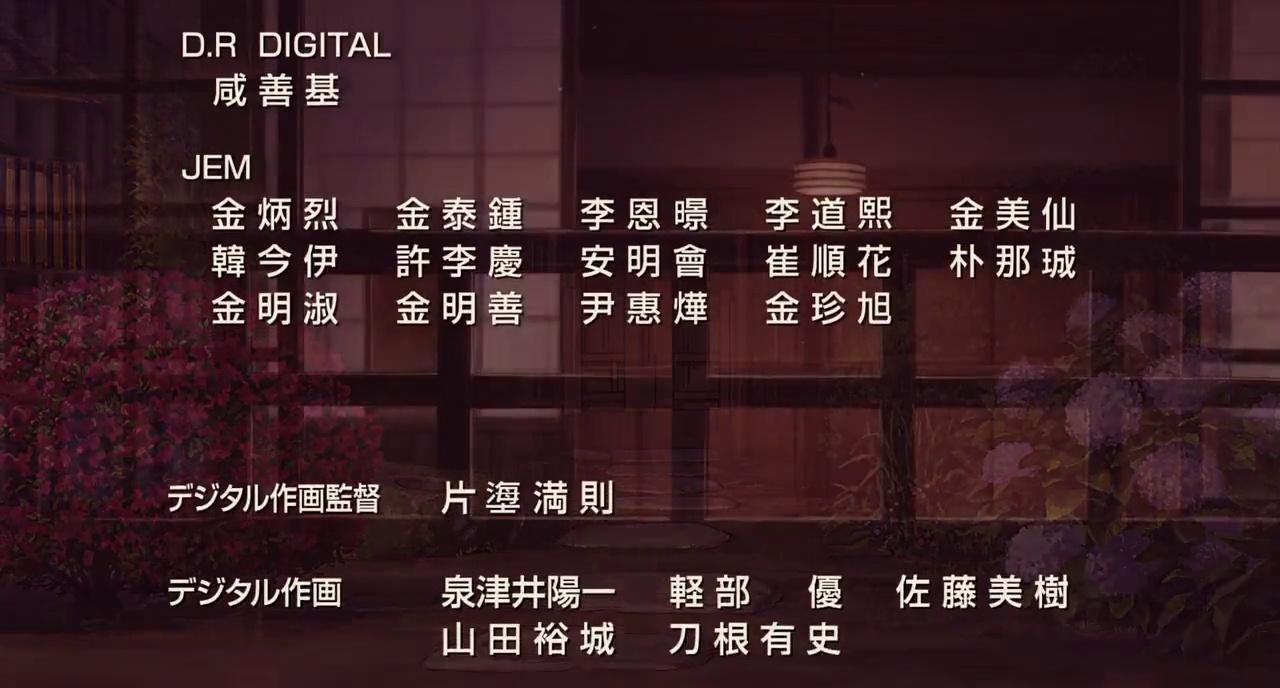 D.R DIGITAL
咸善基
JEM
金炳烈 金泰鍾 李恩暻 李道熙 金美仙
韓今伊 許李慶 安明會 崔順花 朴那珹
金明淑 金明善 尹惠燁 金珍旭
デジタル作画監督 片塰満則
デジタル作画 泉津井陽一 軽部 優 佐藤美樹
山田裕城 刀根有史